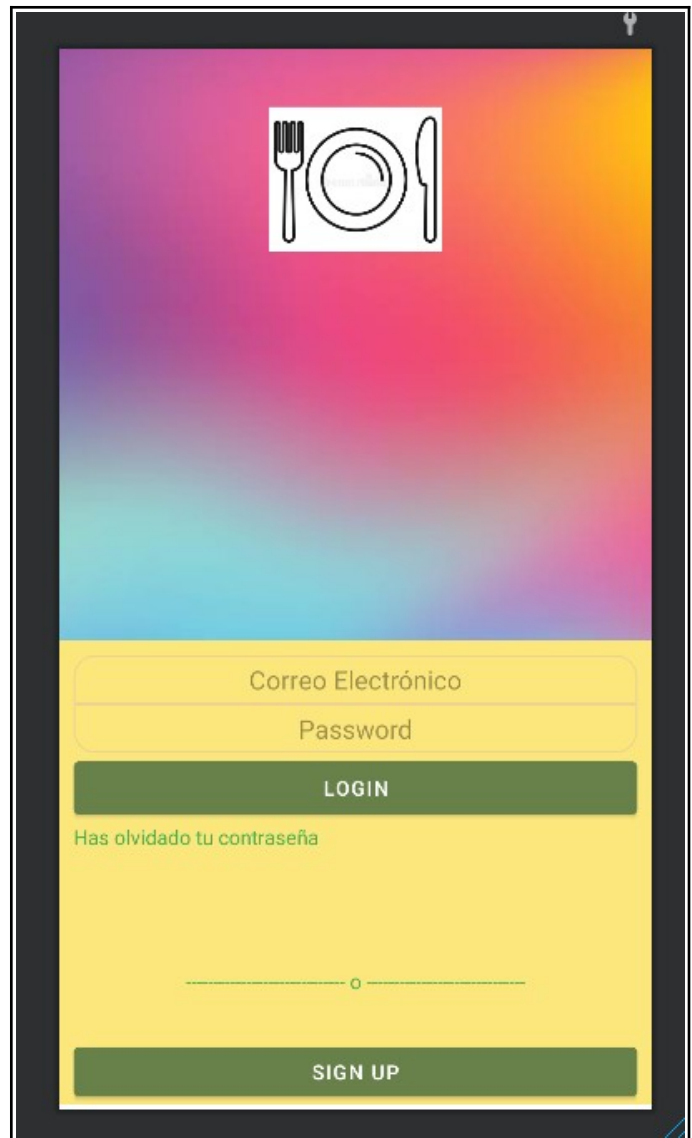 Correo Electrónico
Password
LOGIN
Has olvidado tu contraseña
---------------------------- o ----------------------------
SIGN UP